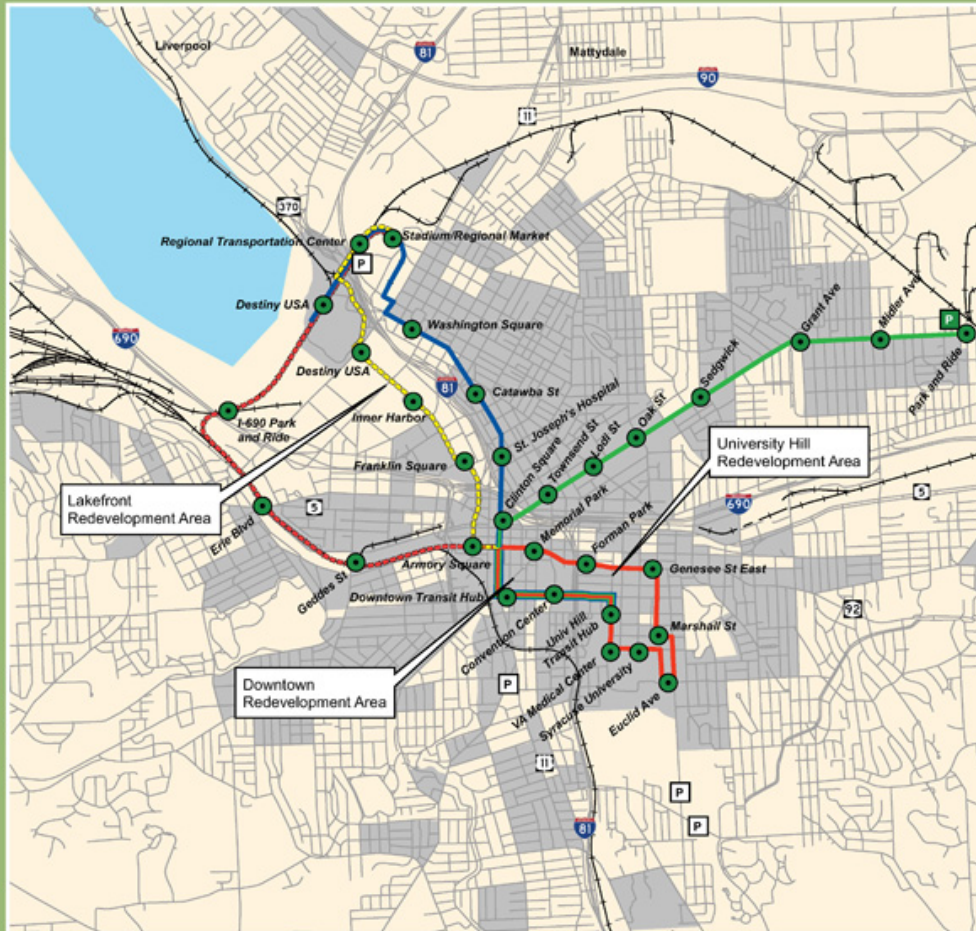 Liverpool
81
Mattydale
90
11
370
Regional Transportation Center
Stadium/Regional Market
P
Destiny USA
Washington Square
690
Destiny USA
81
Catawba St
Grant Ave
Midler Ave
P
Park and Ride
Inner Harbor
St. Joseph's Hospital
Sedgwick
I-690 Park
and Ride
Oak St
Lodi St
Townsend St
Clinton Square
Franklin Square
University Hill
Redevelopment Area
Lakefront
Redevelopment Area
5
Erie Blvd
690
5
Memorial Park
Forman Park
Geddes St
Armory Square
Genesee St East
Downtown Transit Hub
Convention Center
Univ Hill
Transit Hub
Marshall St
92
VA Medical Center
Syracuse University
Euclid Ave
Downtown
Redevelopment Area
P
11
P
P
81